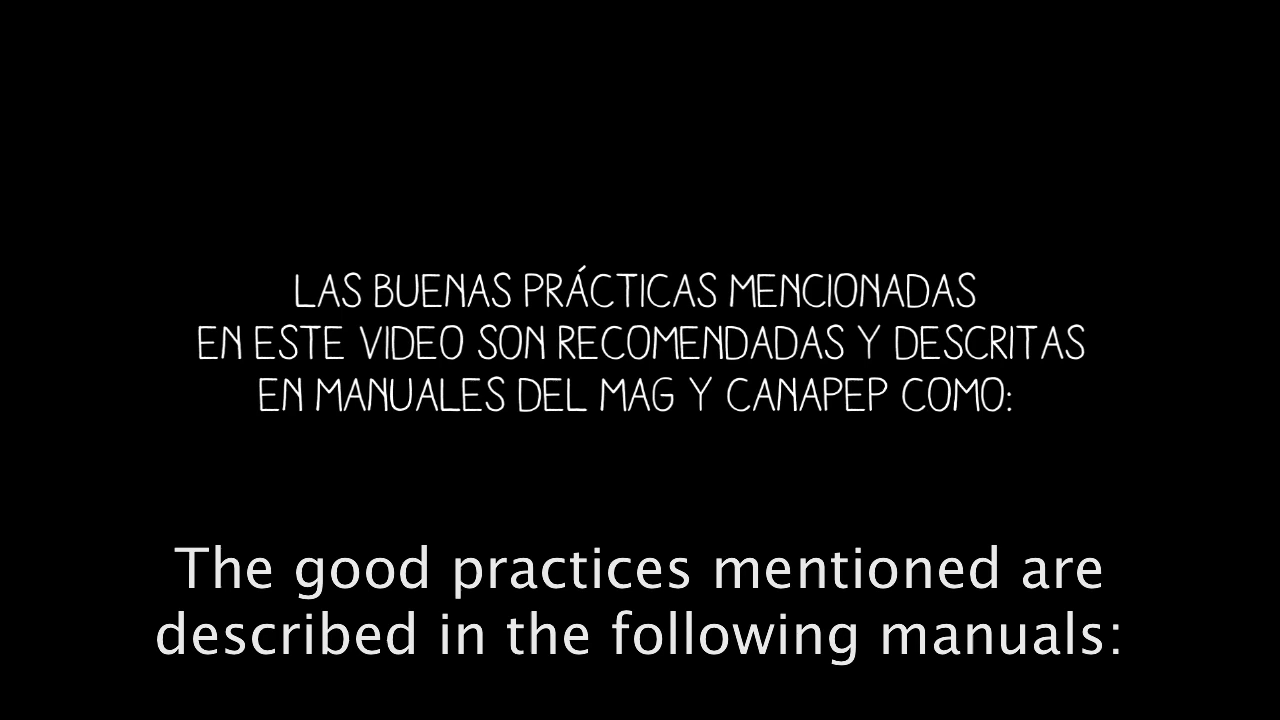 LAS BUENAS PRÁCTICAS MENCIONADAS
EN ESTE VIDEO SON RECOMENDADAS Y DESCRITAS
EN MANUALES DEL MAG Y CANAPEP COMO:
The good practices mentioned are
described in the following manuals: